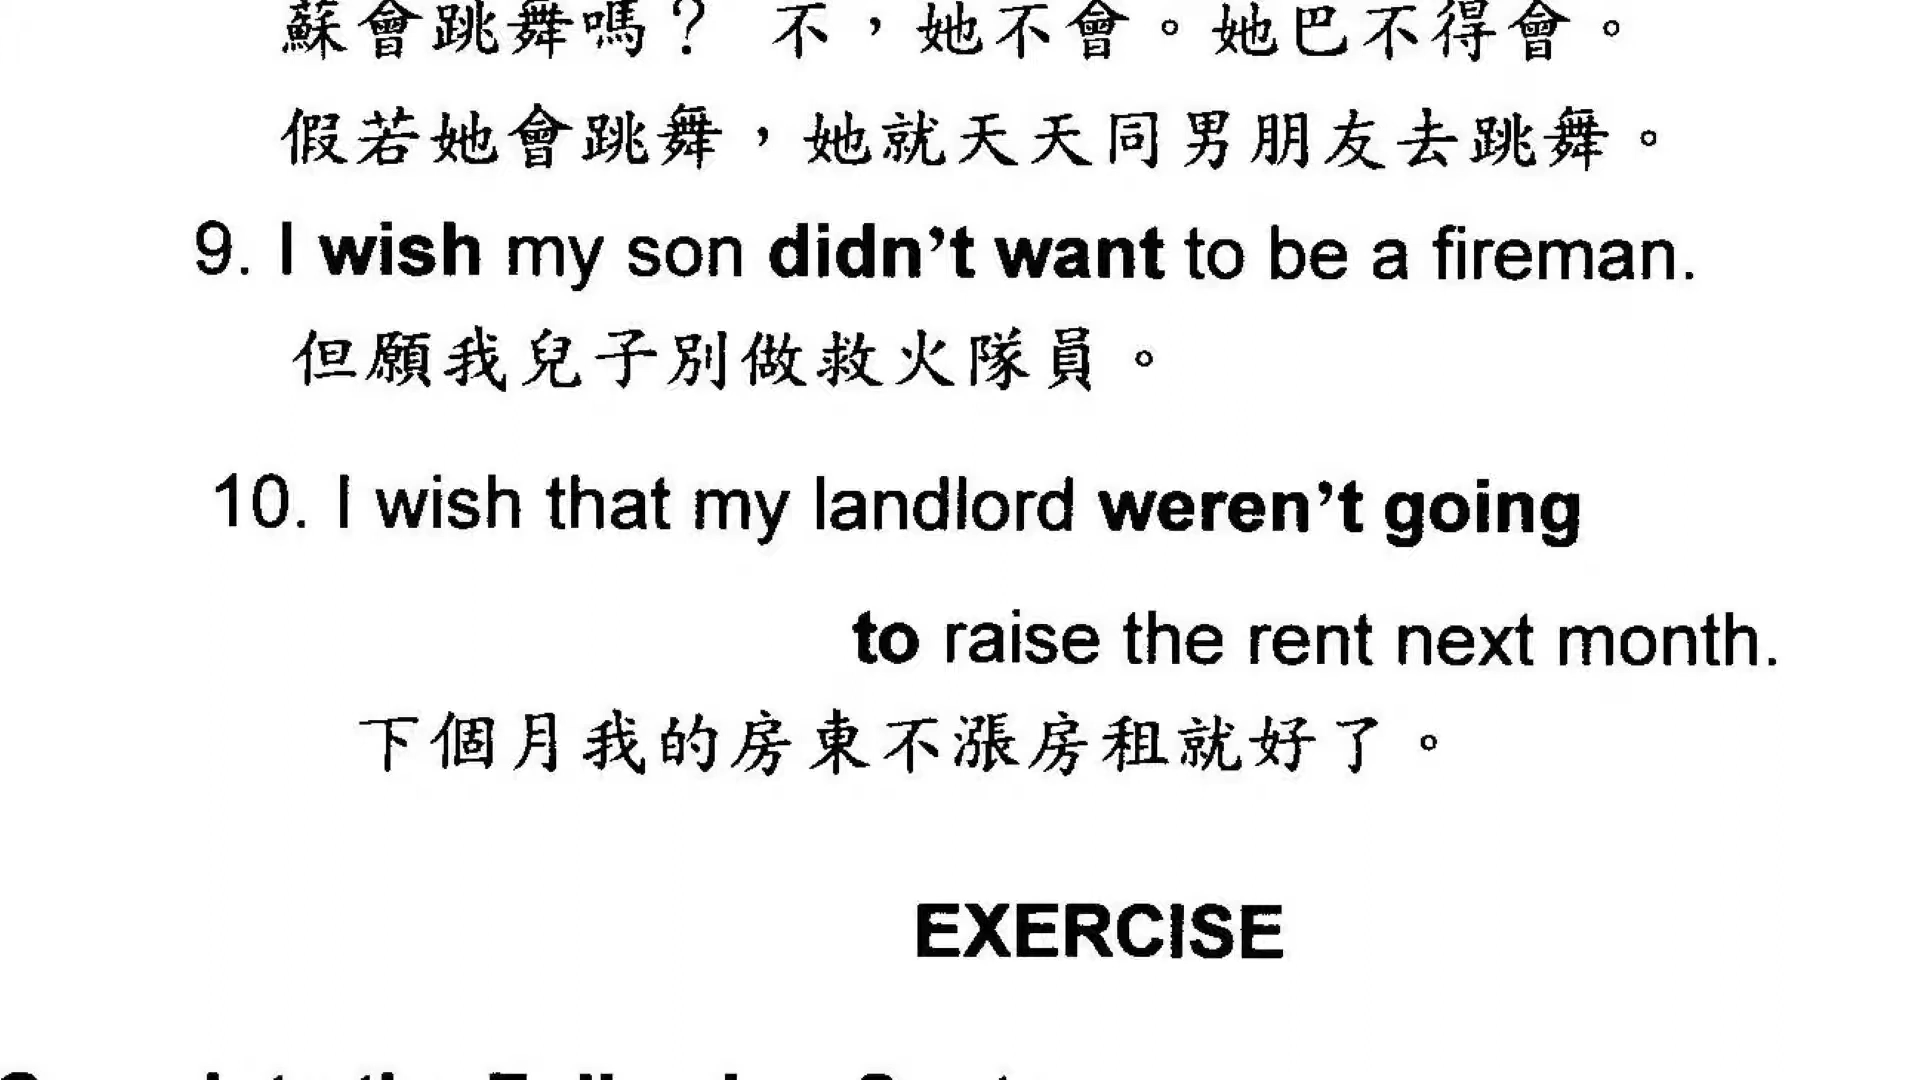 蘇會跳舞嗎？ 不，她不會。她巴不得會。
假若她會跳舞，她就天天同男朋友去跳舞。
9. I wish my son didn't want to be a fireman.
但願我兒子別做救火隊員。
10. I wish that my landlord weren't going
to raise the rent next month.
下個月我的房東不漲房租就好了。
EXERCISE